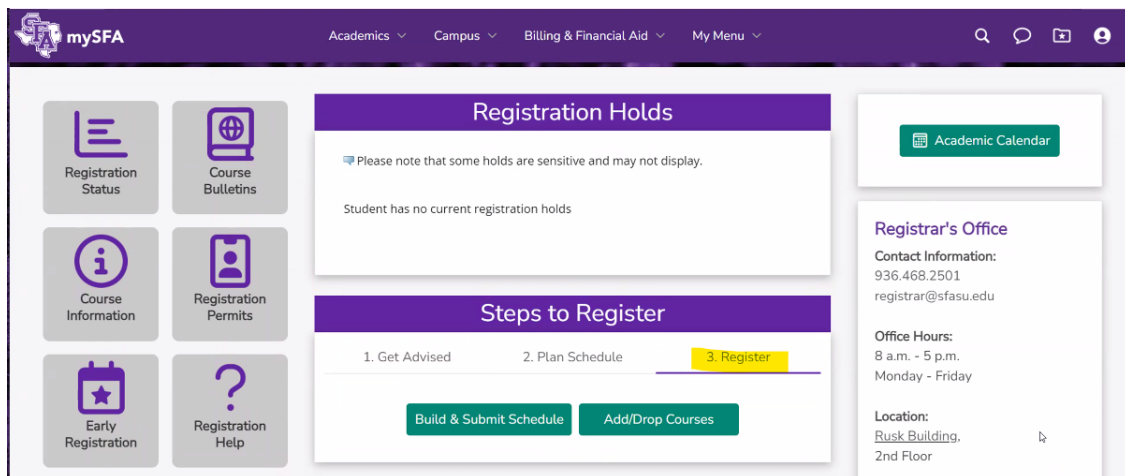 SFA mySFA
Academics
Campus
Billing & Financial Aid
My Menu
Registration
Status
Course
Bulletins
Course
Information
Registration
Permits
Early
Registration
Registration
Help
Registration Holds
Please note that some holds are sensitive and may not display.
Student has no current registration holds
Steps to Register
1. Get Advised
2. Plan Schedule
3. Register
Build & Submit Schedule
Add/Drop Courses
Academic Calendar
Registrar's Office
Contact Information:
936.468.2501
registrar@sfasu.edu
Office Hours:
8 a.m. - 5 p.m.
Monday - Friday
Location:
Rusk Building,
2nd Floor